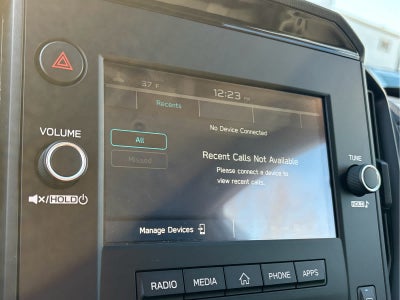 37 F
12:23 PM
Recents
No Device Connected
All
Missed
Recent Calls Not Available
Please connect a device to
view recent calls.
Manage Devices
VOLUME
HOLD
TUNE
RADIO
MEDIA
PHONE
APPS